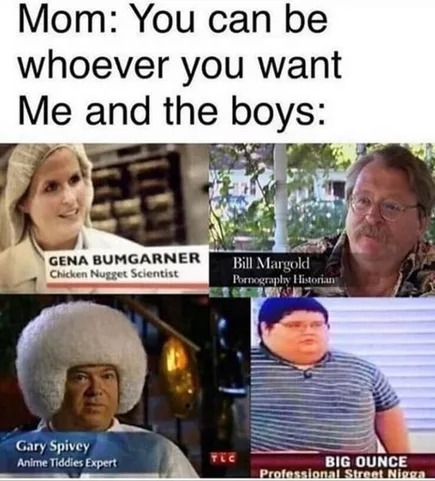 Mom: You can be
whoever you want
Me and the boys:
GENA BUMGARNER
Chicken Nugget Scientist
Bill Margold
Pornography Historian
Gary Spivey
Anime Tiddies Expert
TLC
BIG OUNCE
Professional Street Nigga